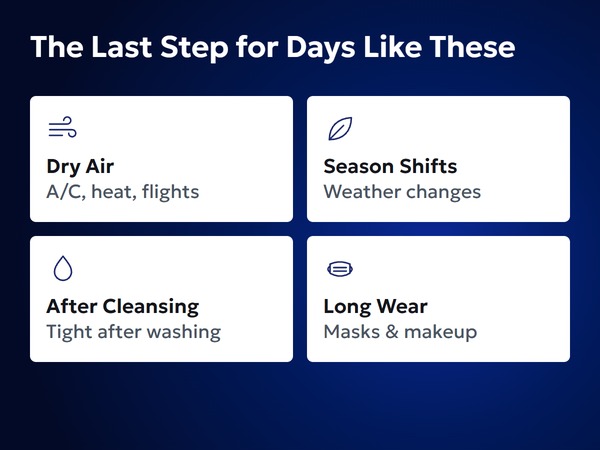 The Last Step for Days Like These
Dry Air
A/C, heat, flights
Season Shifts
Weather changes
After Cleansing
Tight after washing
Long Wear
Masks & makeup